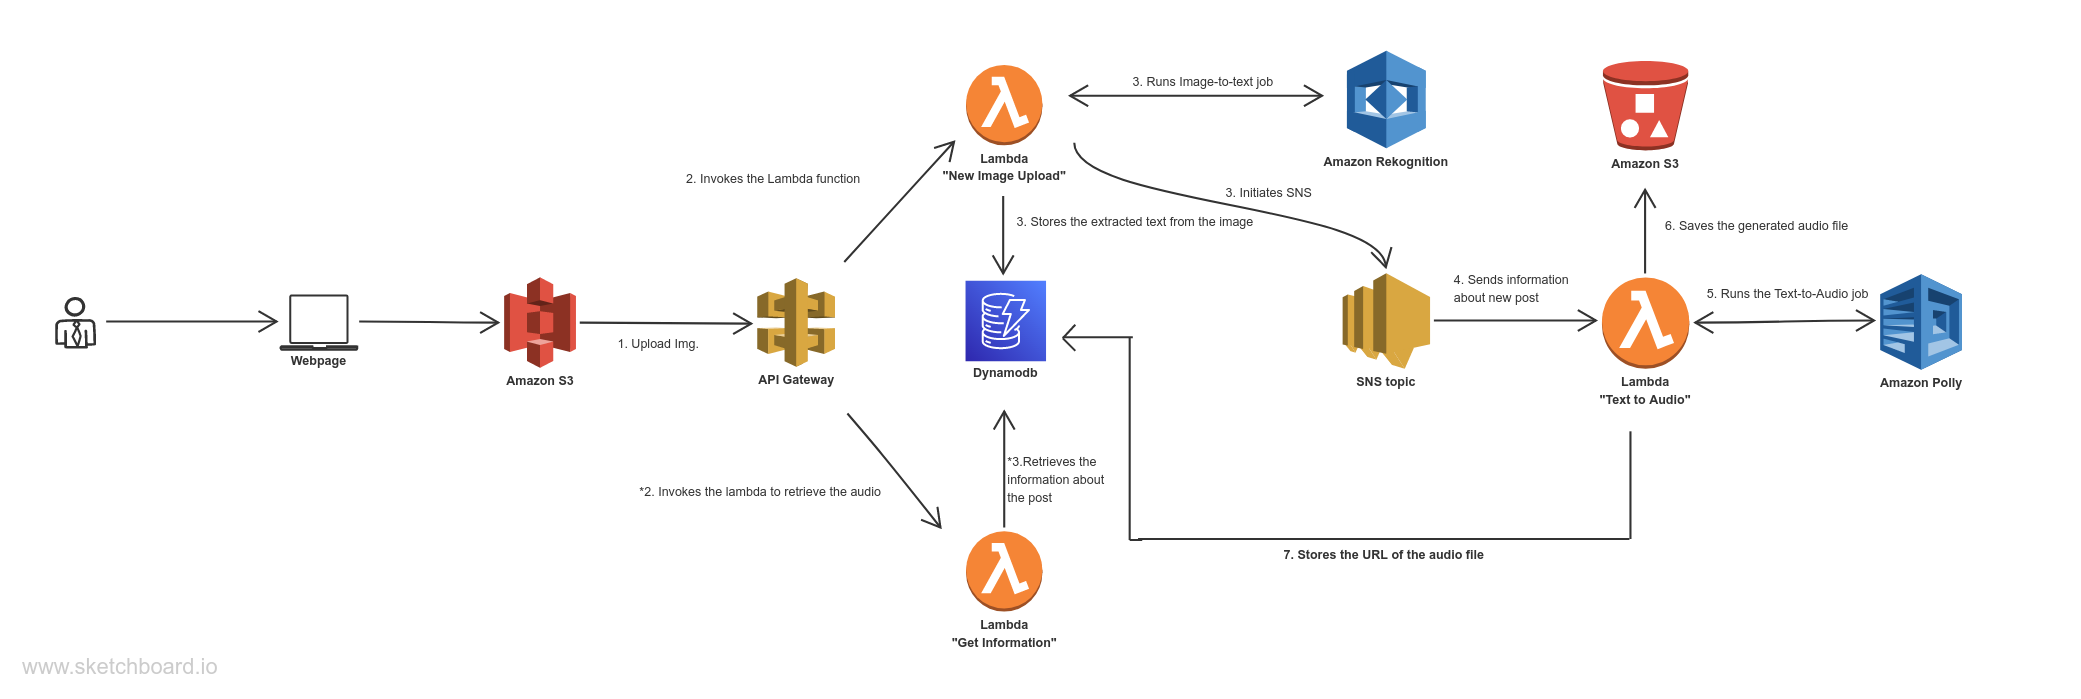 3. Runs Image-to-text job
Amazon Rekognition
Amazon S3
Lambda
"New Image Upload"
2. Invokes the Lambda function
3. Initiates SNS
3. Stores the extracted text from the image
6. Saves the generated audio file
4. Sends information
about new post
5. Runs the Text-to-Audio job
Webpage
1. Upload Img.
Amazon S3
API Gateway
Dynamodb
SNS topic
Lambda
"Text to Audio"
Amazon Polly
*2. Invokes the lambda to retrieve the audio
*3.Retrieves the
information about
the post
7. Stores the URL of the audio file
Lambda
"Get Information"
www.sketchboard.io